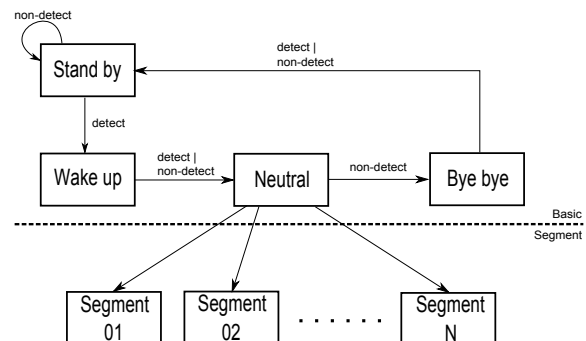 non-detect
Stand by
detect |
non-detect
detect
Wake up
detect |
non-detect
Neutral
non-detect
Bye bye
Basic
Segment
Segment
01
Segment
02
. . . . . .
Segment
N